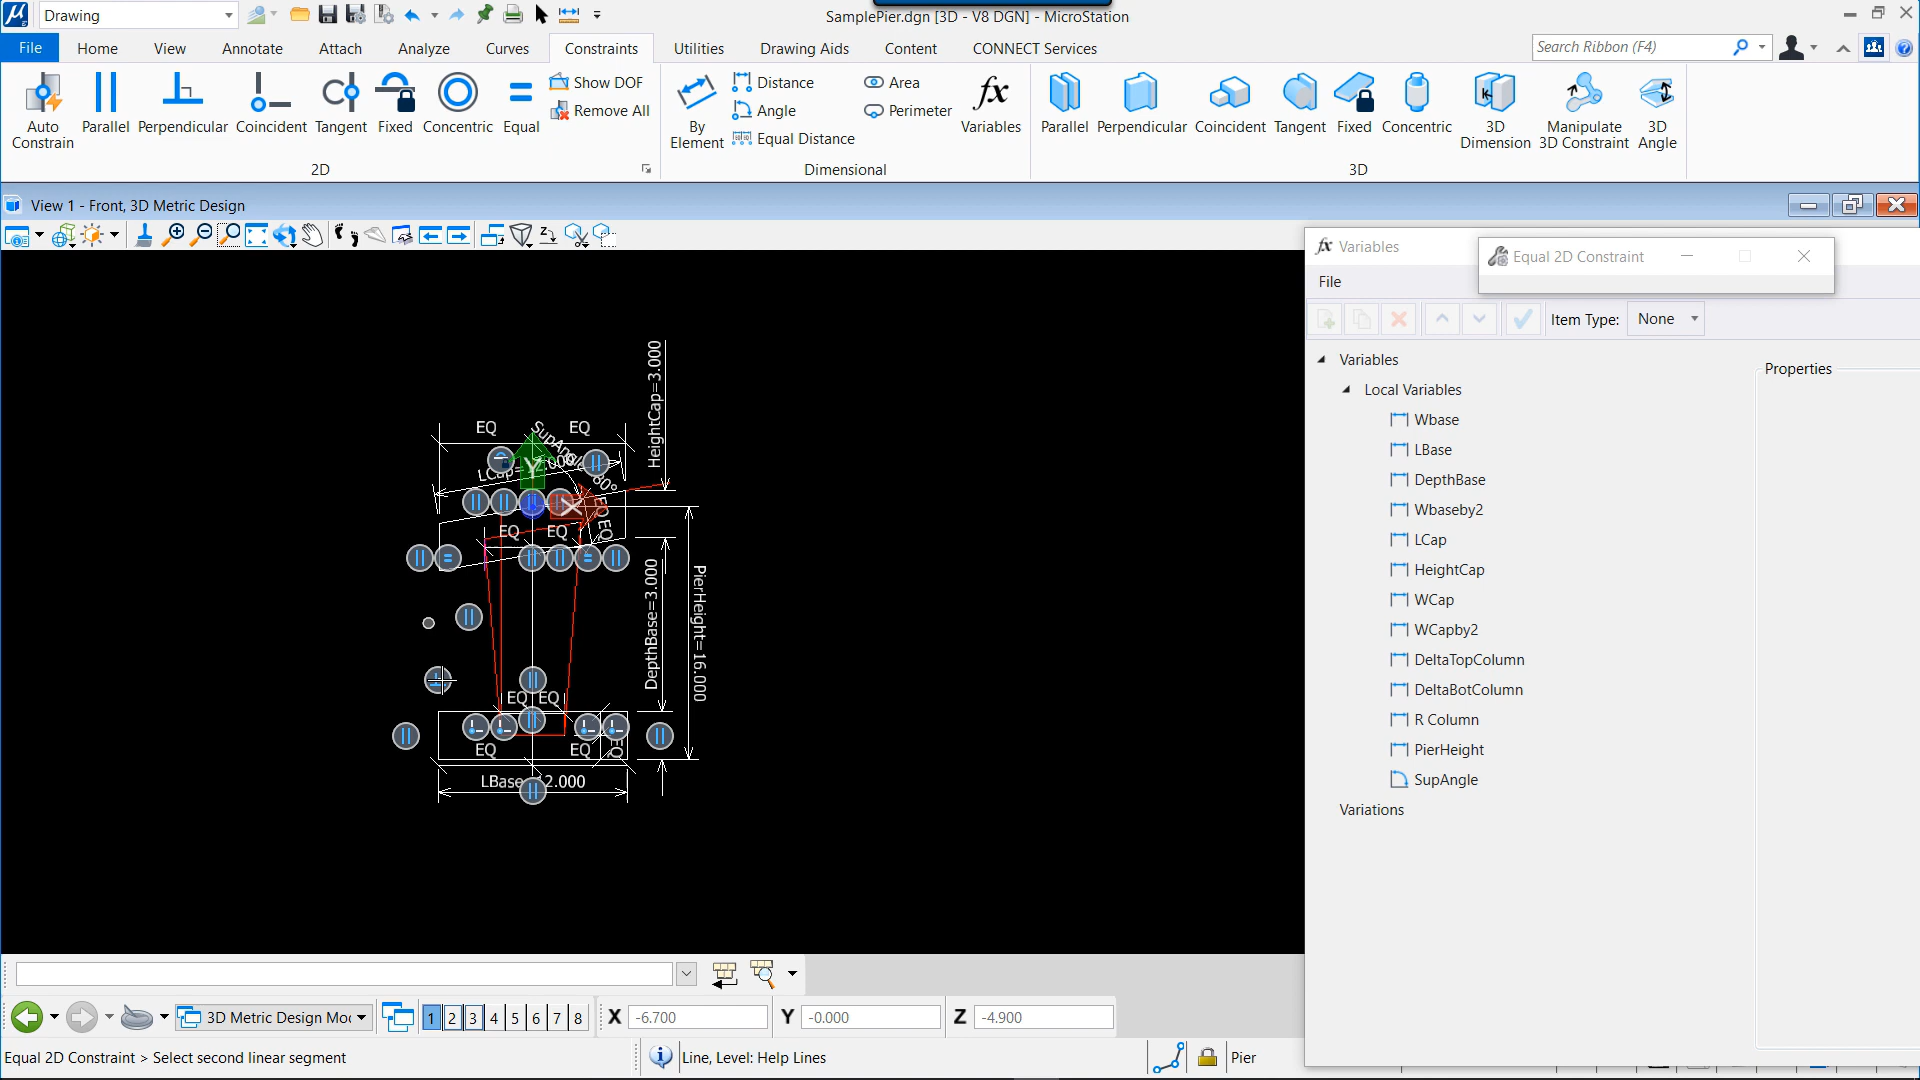 Drawing
SamplePier.dgn [3D - V8 DGN] - MicroStation
File Home View Annotate Attach Analyze Curves Constraints Utilities Drawing Aids Content CONNECT Services
Search Ribbon (F4)
Auto Constrain
Parallel
Perpendicular
Coincident
Tangent
Fixed
Concentric
Equal
Show DOF
Remove All
2D
By Element
Distance
Angle
Equal Distance
Area
Perimeter
Variables
Dimensional
Parallel
Perpendicular
Coincident
Tangent
Fixed
Concentric
3D Dimension
Manipulate 3D Constraint
3D Angle
3D
View 1 - Front, 3D Metric Design
HeightCap=3.000
EQ EQ
Y
X
EQ EQ
EQ EQ
DepthBase=3.000
PierHeight=16.000
EQ EQ
EQ EQ EQ
Variables
Equal 2D Constraint
File
Item Type: None
Variables
Local Variables
Wbase
LBase
DepthBase
Wbaseby2
LCap
HeightCap
WCap
WCapby2
DeltaTopColumn
DeltaBotColumn
R Column
PierHeight
SupAngle
Variations
Properties
3D Metric Design Mo
1 2 3 4 5 6 7 8
X -6.700 Y -0.000 Z -4.900
Equal 2D Constraint > Select second linear segment
Line, Level: Help Lines
Pier